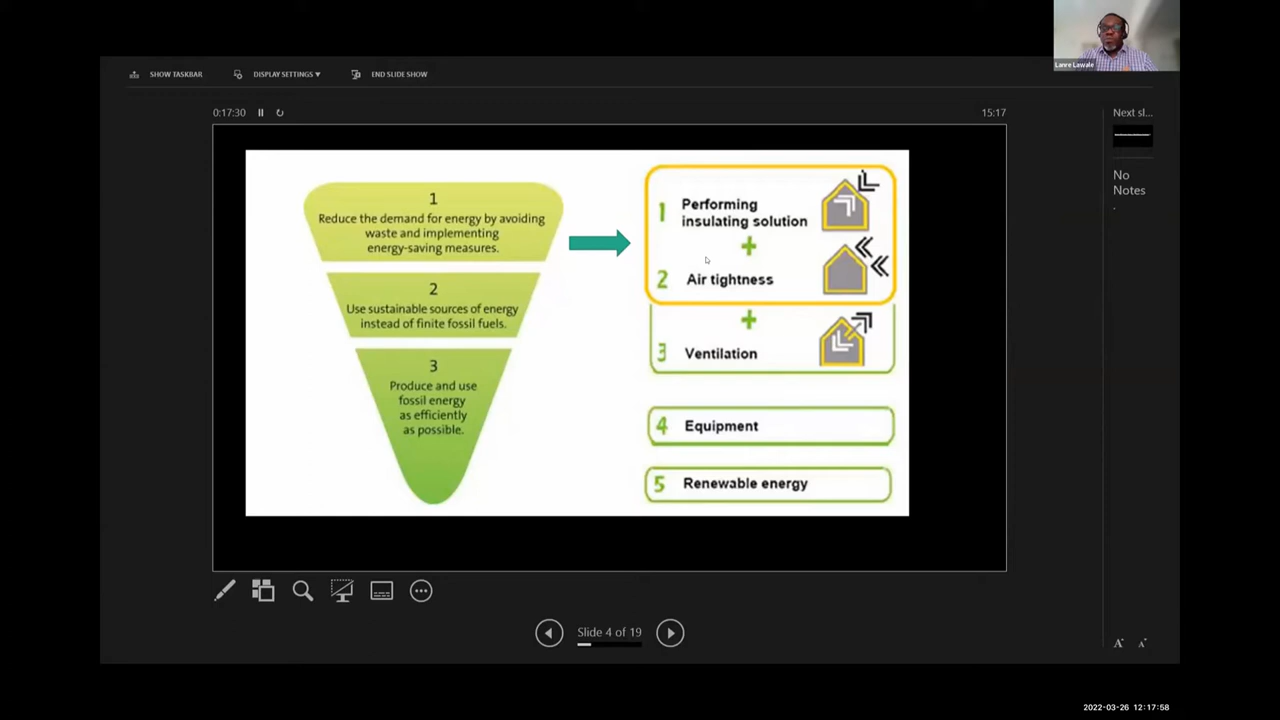 Lanre Lawale
SHOW TASKBAR
DISPLAY SETTINGS ▾
END SLIDE SHOW
0:17:30
15:17
Next sl...
No
Notes
.
1
Reduce the demand for energy by avoiding
waste and implementing
energy-saving measures.
2
Use sustainable sources of energy
instead of finite fossil fuels.
3
Produce and use
fossil energy
as efficiently
as possible.
1 Performing
insulating solution
+
2 Air tightness
+
3 Ventilation
4 Equipment
5 Renewable energy
Slide 4 of 19
A A
2022-03-26 12:17:58